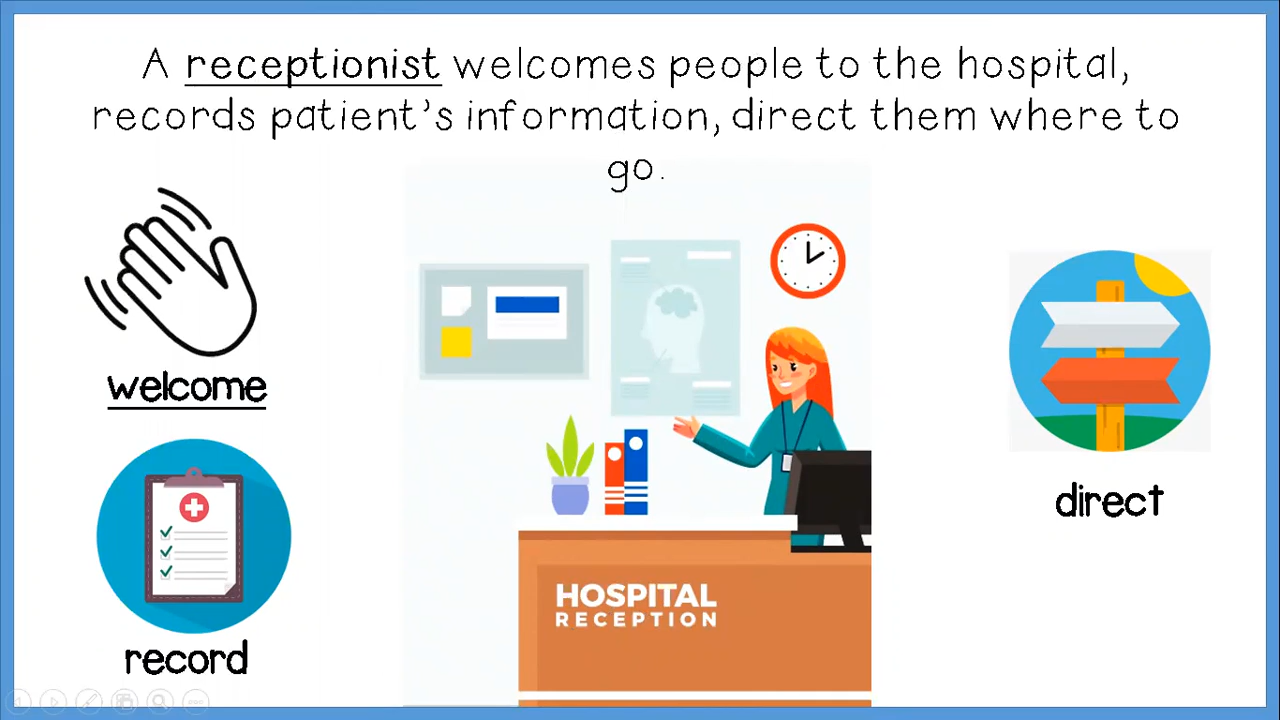 A receptionist welcomes people to the hospital,
records patient's information, direct them where to
go.
welcome
record
HOSPITAL
RECEPTION
direct